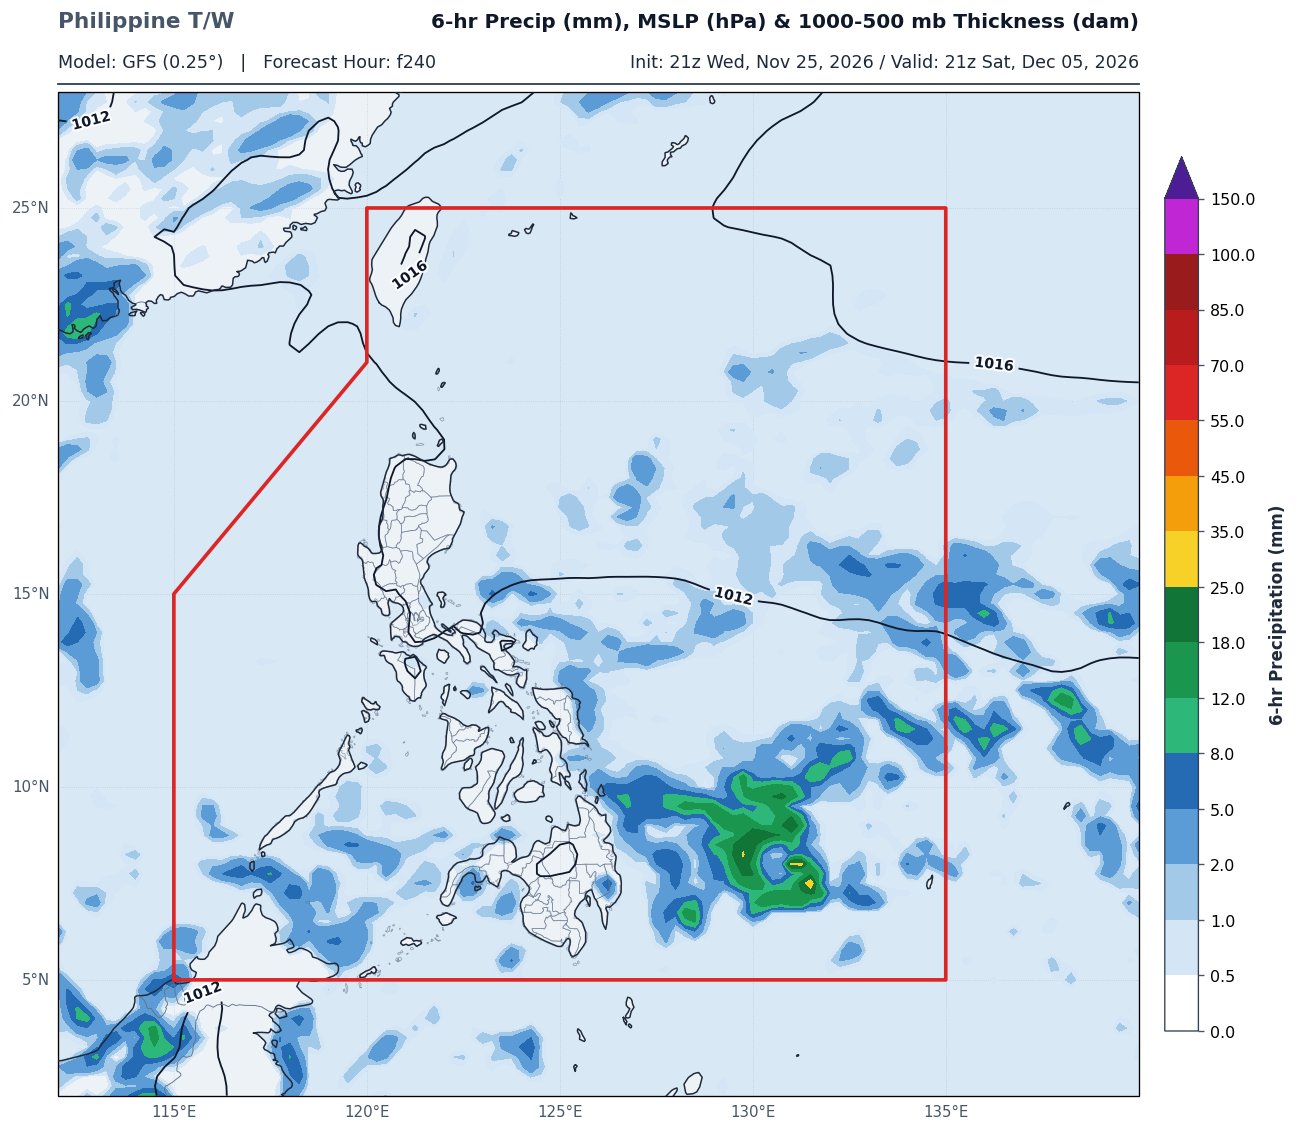 Philippine T/W
6-hr Precip (mm), MSLP (hPa) & 1000-500 mb Thickness (dam)
Model: GFS (0.25°) | Forecast Hour: f240
Init: 21z Wed, Nov 25, 2026 / Valid: 21z Sat, Dec 05, 2026
1012
1016
1016
1012
1012
25°N
20°N
15°N
10°N
5°N
115°E
120°E
125°E
130°E
135°E
150.0
100.0
85.0
70.0
55.0
45.0
35.0
25.0
18.0
12.0
8.0
5.0
2.0
1.0
0.5
0.0
6-hr Precipitation (mm)